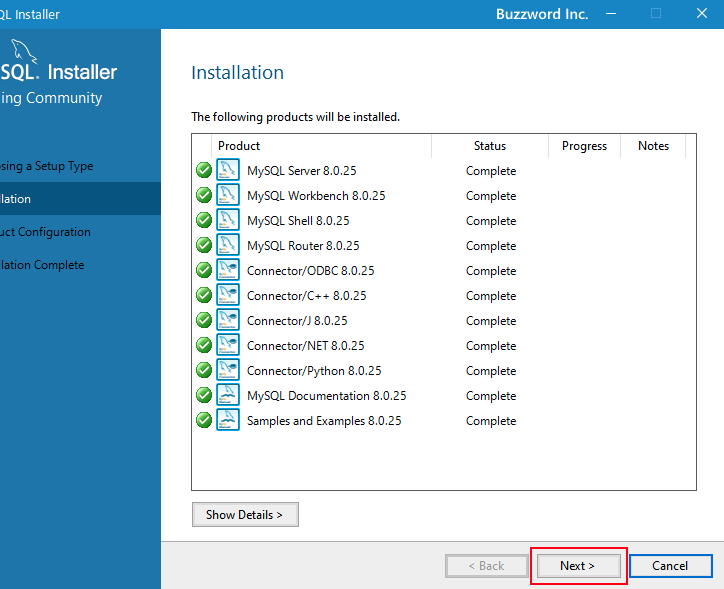 QL Installer
Buzzword Inc.
SQL. Installer
ing Community
sing a Setup Type
lation
uct Configuration
lation Complete
Installation
The following products will be installed.
Product Status Progress Notes
MySQL Server 8.0.25 Complete
MySQL Workbench 8.0.25 Complete
MySQL Shell 8.0.25 Complete
MySQL Router 8.0.25 Complete
Connector/ODBC 8.0.25 Complete
Connector/C++ 8.0.25 Complete
Connector/J 8.0.25 Complete
Connector/NET 8.0.25 Complete
Connector/Python 8.0.25 Complete
MySQL Documentation 8.0.25 Complete
Samples and Examples 8.0.25 Complete
Show Details >
< Back Next > Cancel